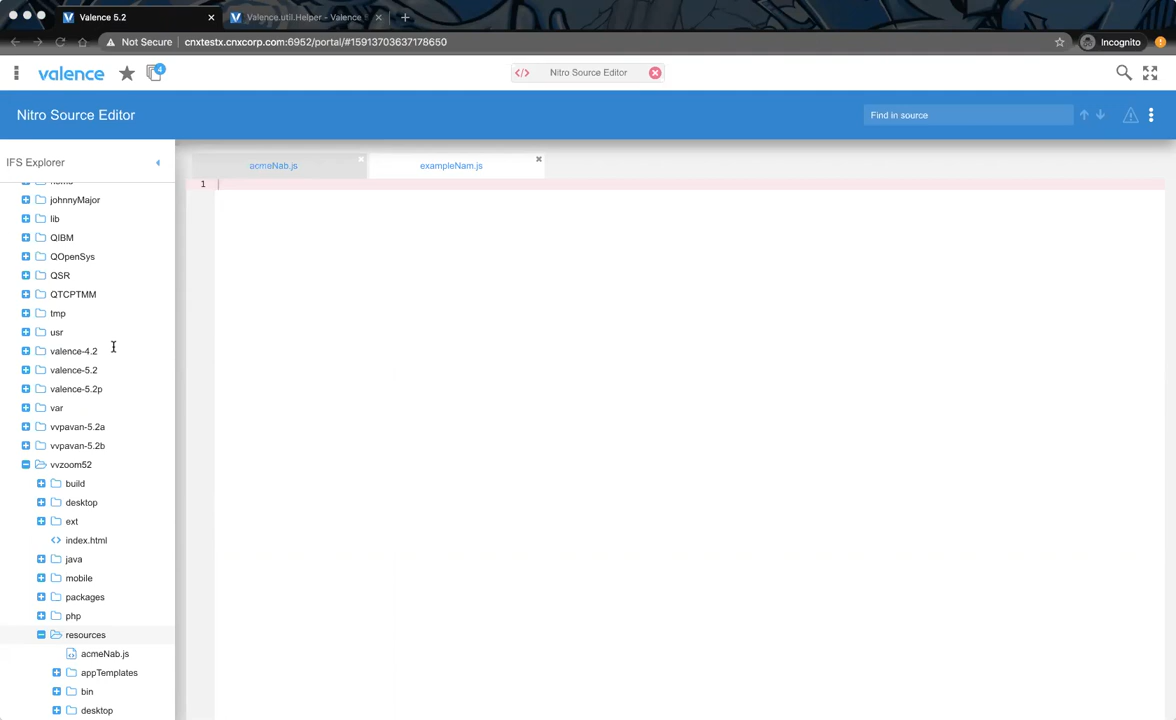 Valence 5.2
Valence.util.Helper - Valence
Not Secure
cnxtestx.cnxcorp.com:6952/portal/#15913703637178650
Incognito
valence
4
Nitro Source Editor
Nitro Source Editor
Find in source
IFS Explorer
acmeNab.js
exampleNam.js
1
johnnyMajor
lib
QIBM
QOpenSys
QSR
QTCPTMM
tmp
usr
valence-4.2
valence-5.2
valence-5.2p
var
vvpavan-5.2a
vvpavan-5.2b
vvzoom52
build
desktop
ext
index.html
java
mobile
packages
php
resources
acmeNab.js
appTemplates
bin
desktop